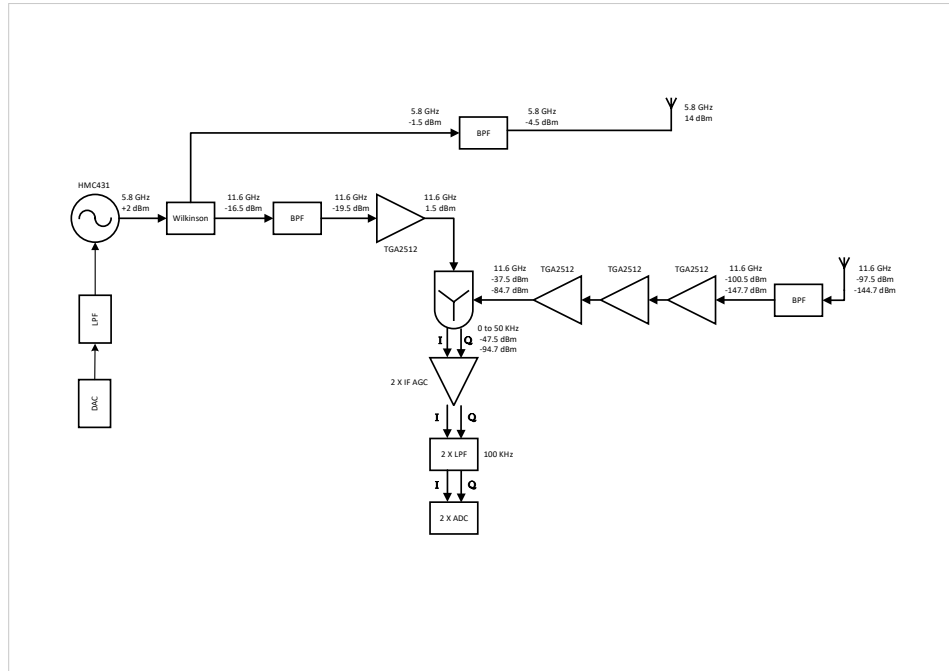 5.8 GHz
-1.5 dBm
BPF
5.8 GHz
-4.5 dBm
5.8 GHz
14 dBm
HMC431
5.8 GHz
+2 dBm
Wilkinson
11.6 GHz
-16.5 dBm
BPF
11.6 GHz
-19.5 dBm
TGA2512
11.6 GHz
1.5 dBm
11.6 GHz
-37.5 dBm
-84.7 dBm
TGA2512
TGA2512
TGA2512
11.6 GHz
-100.5 dBm
-147.7 dBm
BPF
11.6 GHz
-97.5 dBm
-144.7 dBm
LPF
DAC
I
Q
0 to 50 KHz
-47.5 dBm
-94.7 dBm
2 X IF AGC
I
Q
2 X LPF
100 KHz
I
Q
2 X ADC